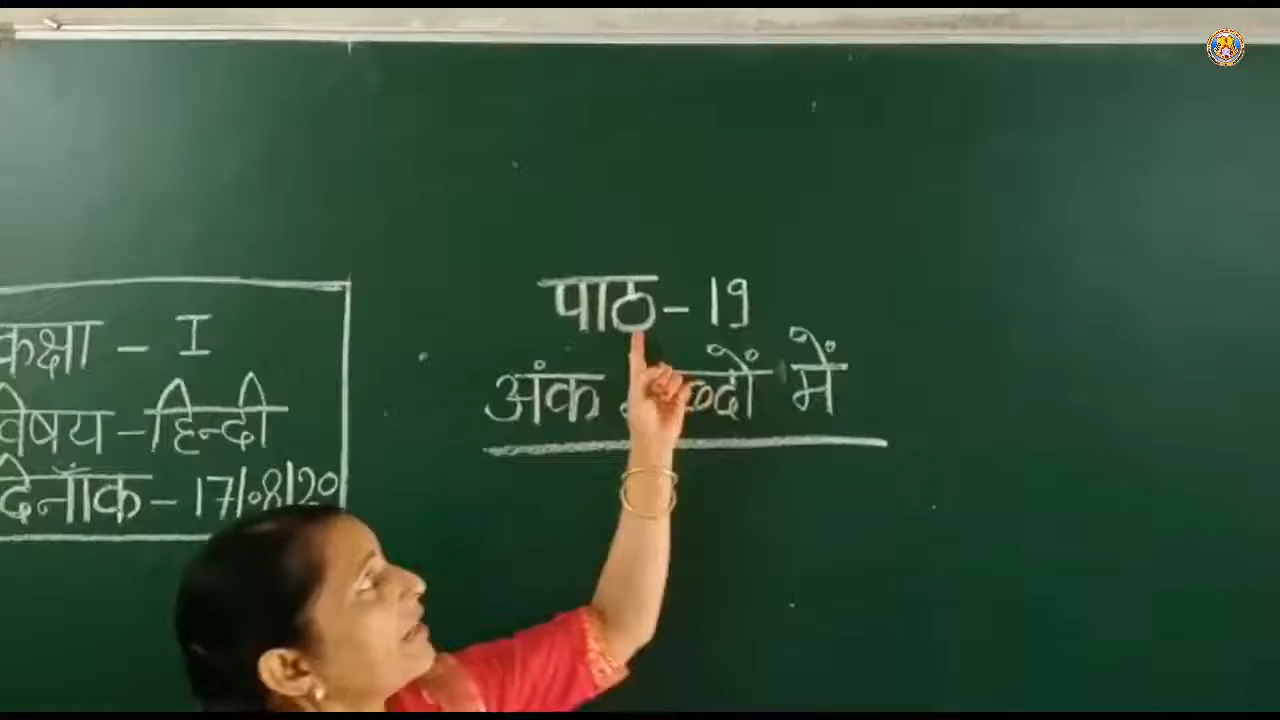 कक्षा - I
विषय - हिन्दी
दिनाँक - 17/08/20
पाठ - 19
अंक शब्दों में